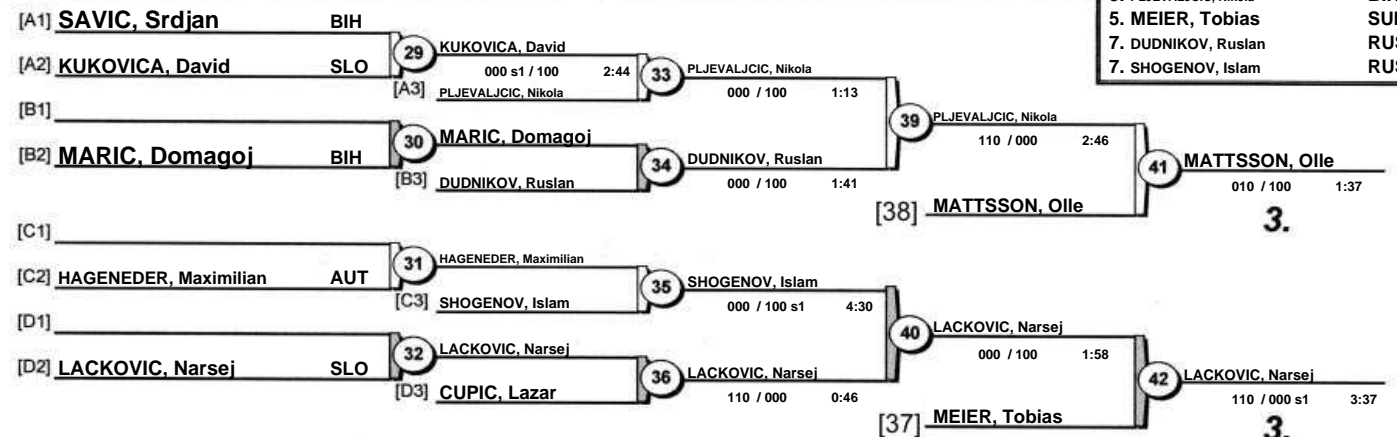 [A1] SAVIC, Srdjan BIH
[A2] KUKOVICA, David SLO
29
KUKOVICA, David
000 s1 / 100 2:44
[A3] PLJEVALJCIC, Nikola
33
PLJEVALJCIC, Nikola
000 / 100 1:13
[B1]
[B2] MARIC, Domagoj BIH
30
MARIC, Domagoj
[B3] DUDNIKOV, Ruslan
34
DUDNIKOV, Ruslan
000 / 100 1:41
39
PLJEVALJCIC, Nikola
110 / 000 2:46
[38] MATTSSON, Olle
41
MATTSSON, Olle
010 / 100 1:37
3.
[C1]
[C2] HAGENEDER, Maximilian AUT
31
HAGENEDER, Maximilian
[C3] SHOGENOV, Islam
35
SHOGENOV, Islam
000 / 100 s1 4:30
[D1]
[D2] LACKOVIC, Narsej SLO
32
LACKOVIC, Narsej
[D3] CUPIC, Lazar
36
LACKOVIC, Narsej
110 / 000 0:46
40
LACKOVIC, Narsej
000 / 100 1:58
[37] MEIER, Tobias
42
LACKOVIC, Narsej
110 / 000 s1 3:37
3.
5. MEIER, Tobias
7. DUDNIKOV, Ruslan
7. SHOGENOV, Islam